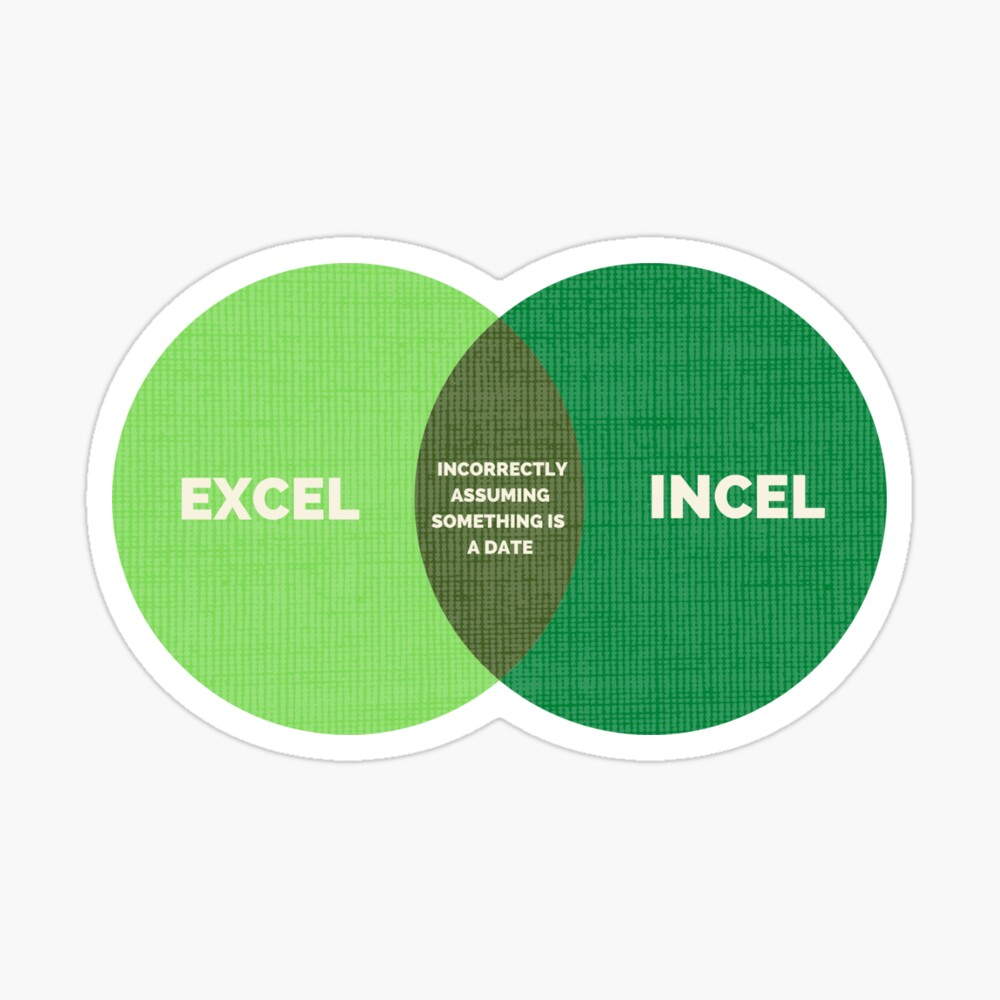 EXCEL
INCORRECTLY
ASSUMING
SOMETHING IS
A DATE
INCEL